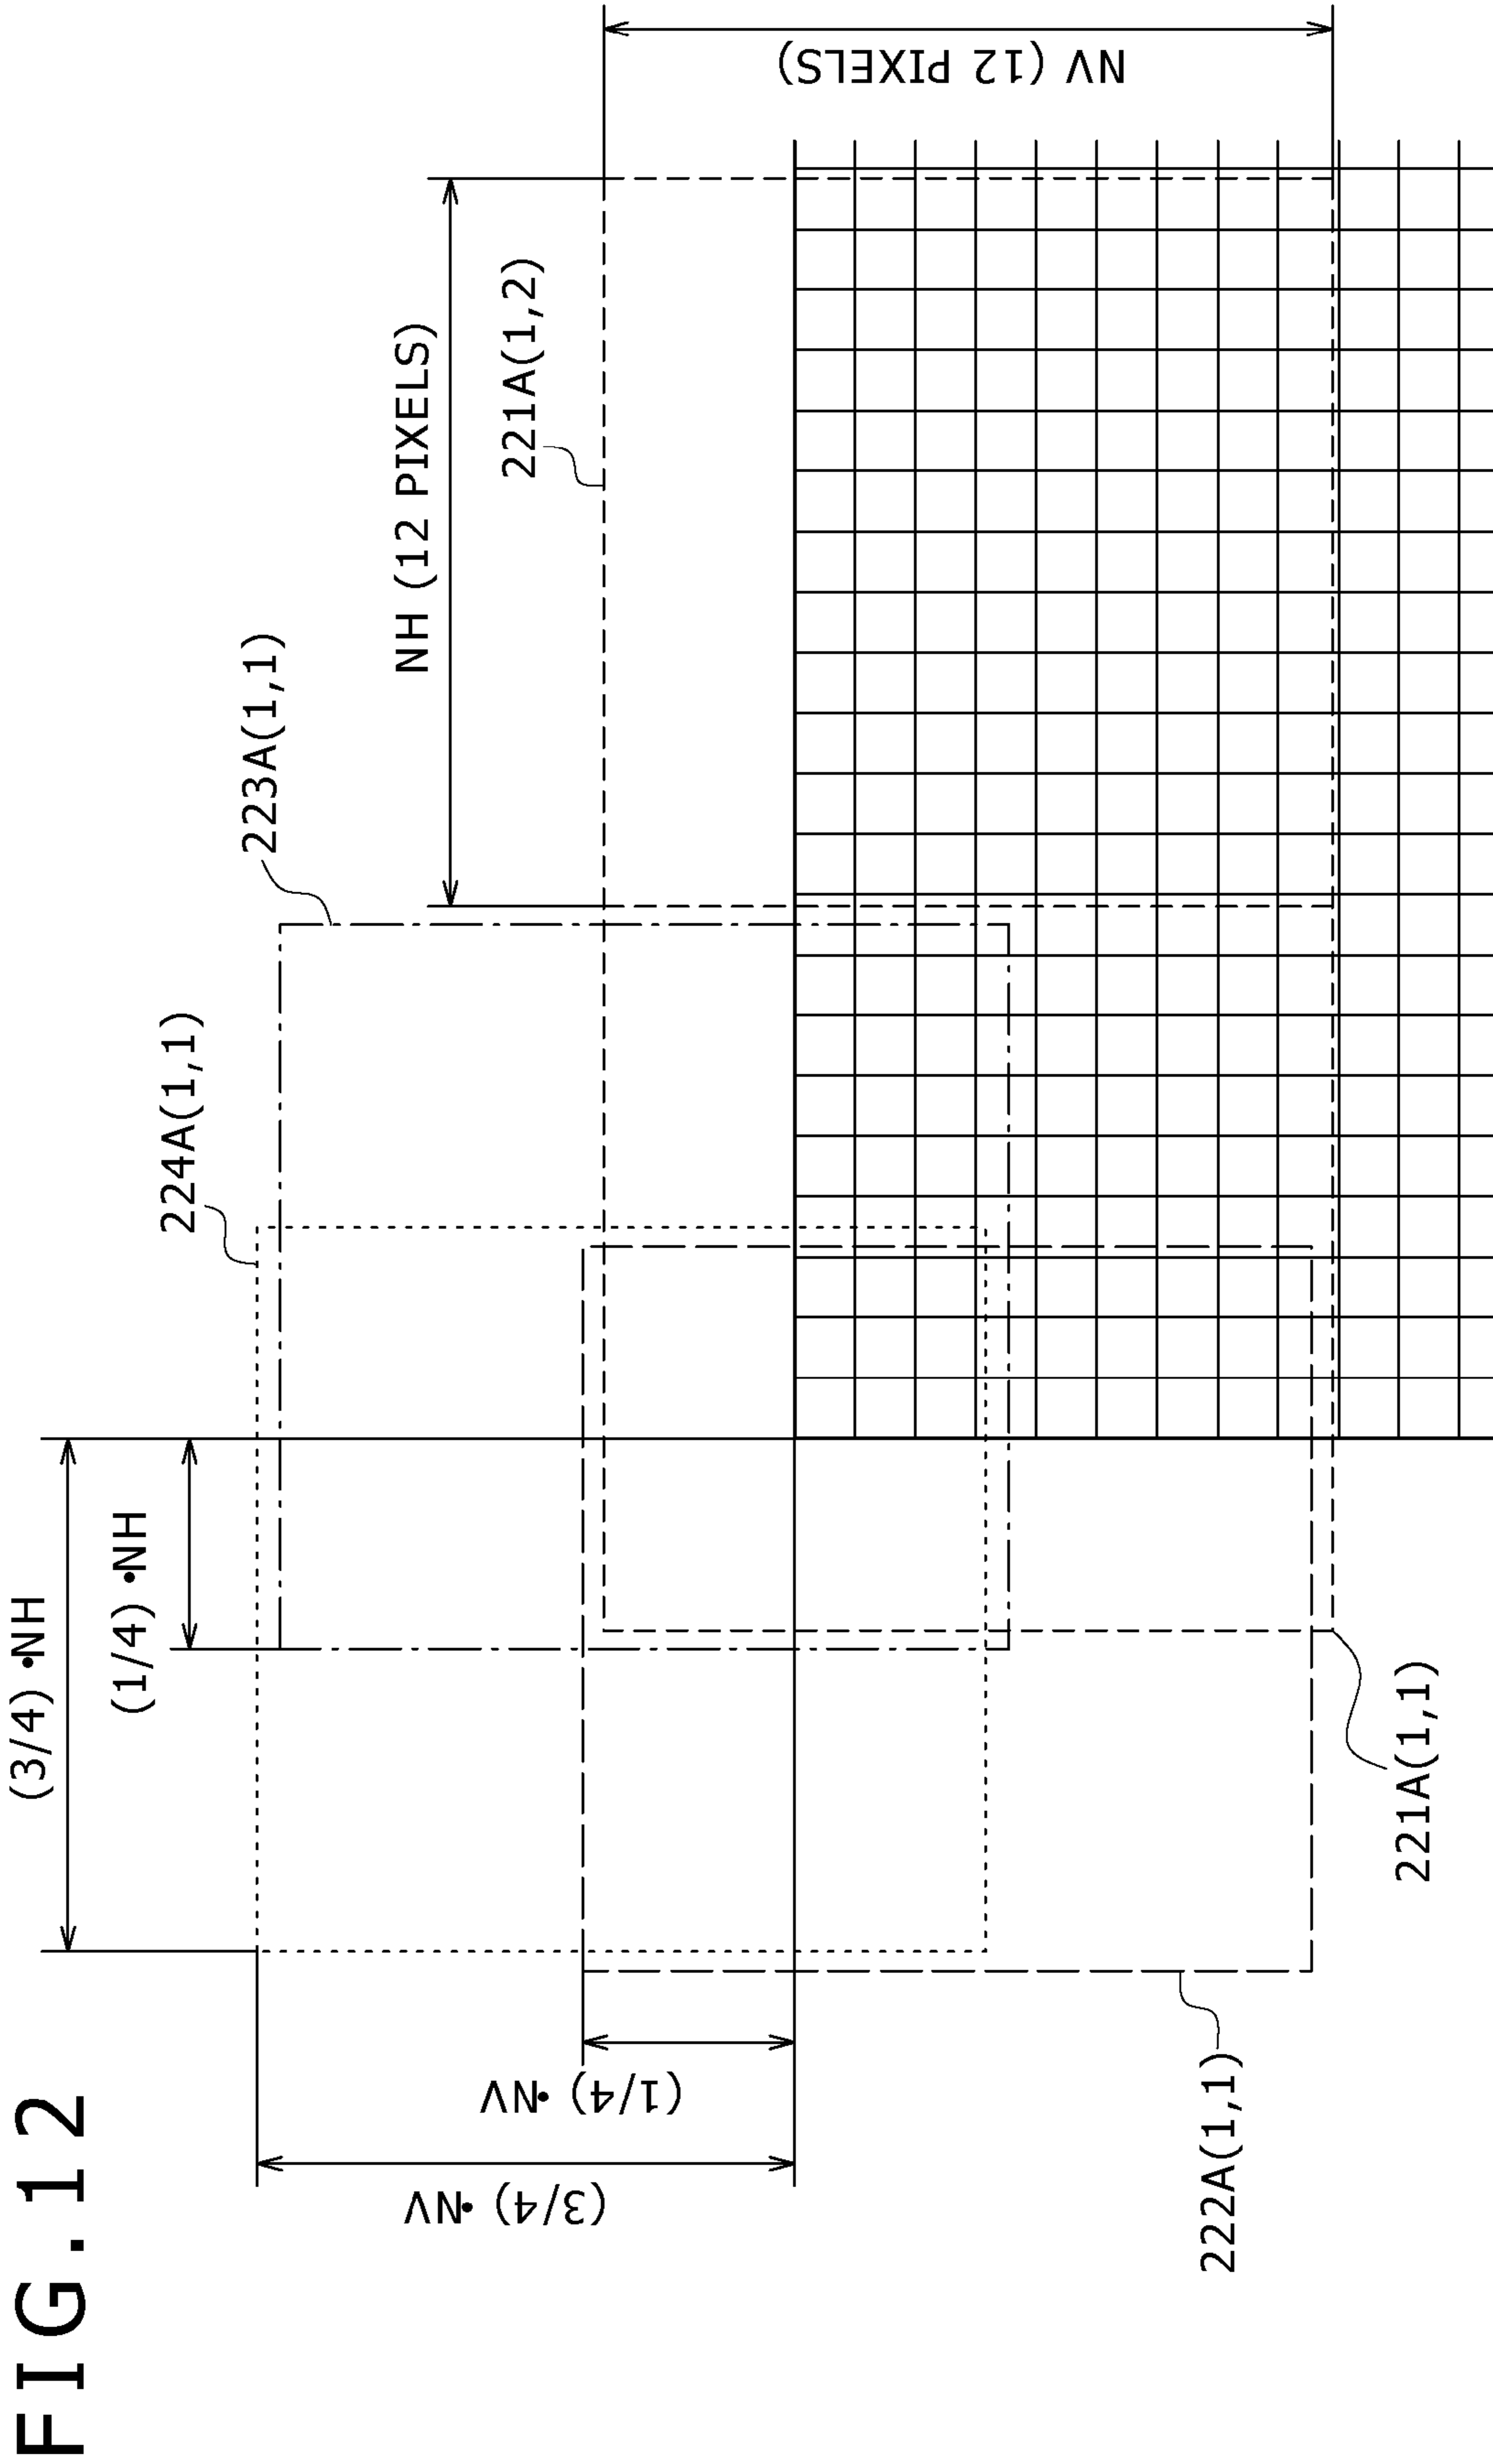 FIG.12
(3/4)•NH
(1/4)•NH
224A(1,1)
223A(1,1)
NH (12 PIXELS)
221A(1,2)
NV (12 PIXELS)
(1/4)•NV
(3/4)•NV
222A(1,1)
221A(1,1)